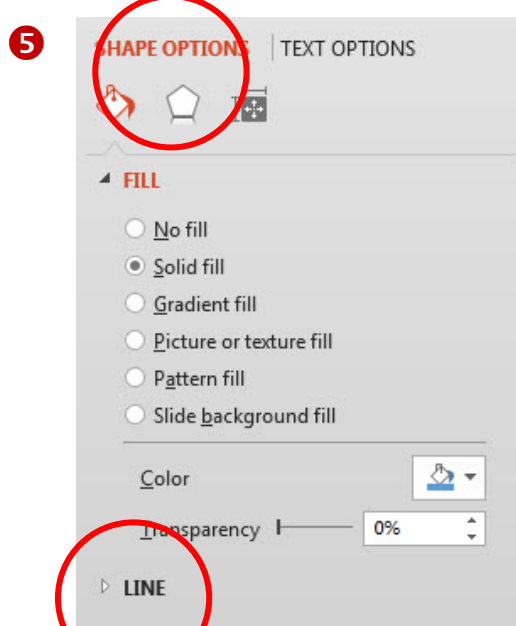 ❺
SHAPE OPTIONS | TEXT OPTIONS
FILL
No fill
Solid fill
Gradient fill
Picture or texture fill
Pattern fill
Slide background fill
Color
Transparency 0%
LINE